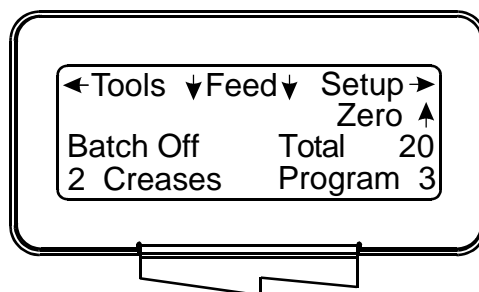 ←Tools ↓Feed↓ Setup→
Zero ↑
Batch Off Total 20
2 Creases Program 3